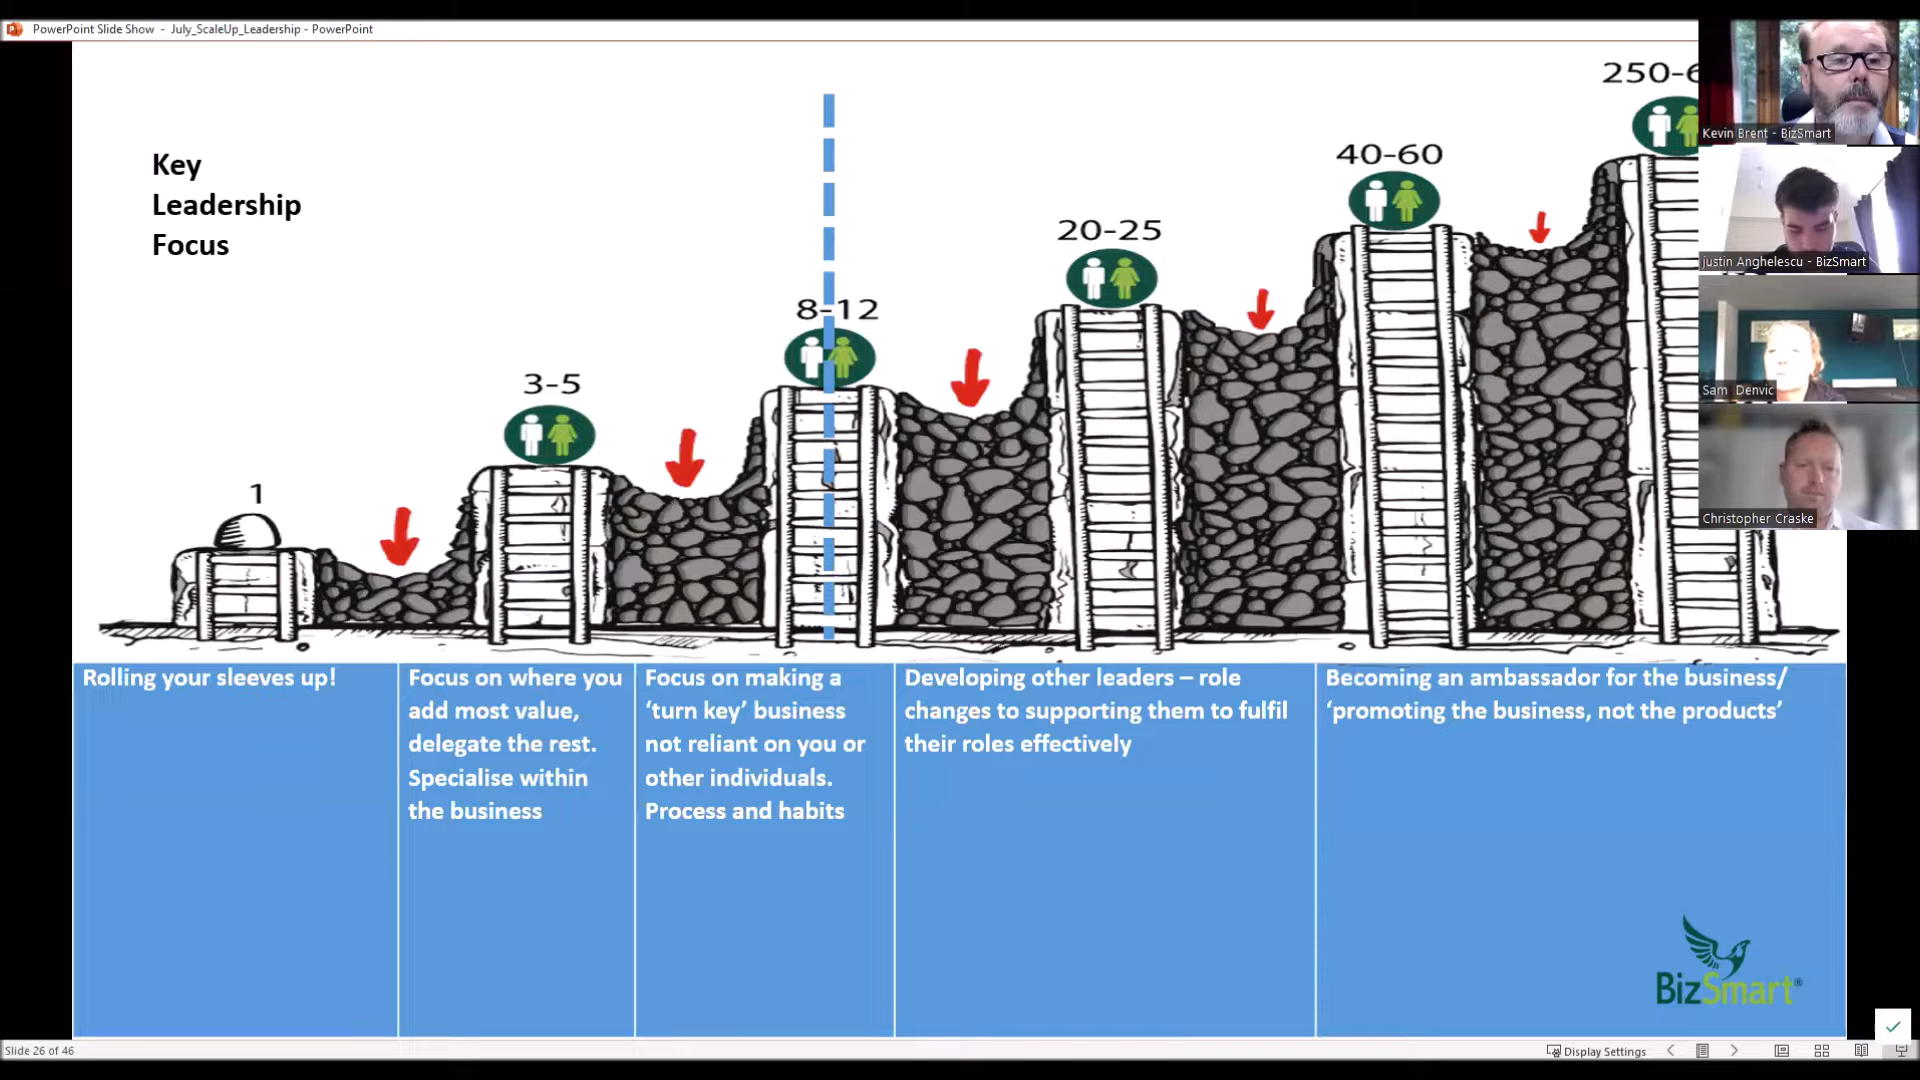 PowerPoint Slide Show - July_ScaleUp_Leadership - PowerPoint
Key
Leadership
Focus
1
3-5
8-12
20-25
40-60
250-6
Kevin Brent - BizSmart
justin Anghelescu - BizSmart
Sam Denvic
Christopher Craske
Rolling your sleeves up!
Focus on where you
add most value,
delegate the rest.
Specialise within
the business
Focus on making a
‘turn key’ business
not reliant on you or
other individuals.
Process and habits
Developing other leaders – role
changes to supporting them to fulfil
their roles effectively
Becoming an ambassador for the business/
‘promoting the business, not the products’
BizSmart®
Slide 26 of 46
Display Settings